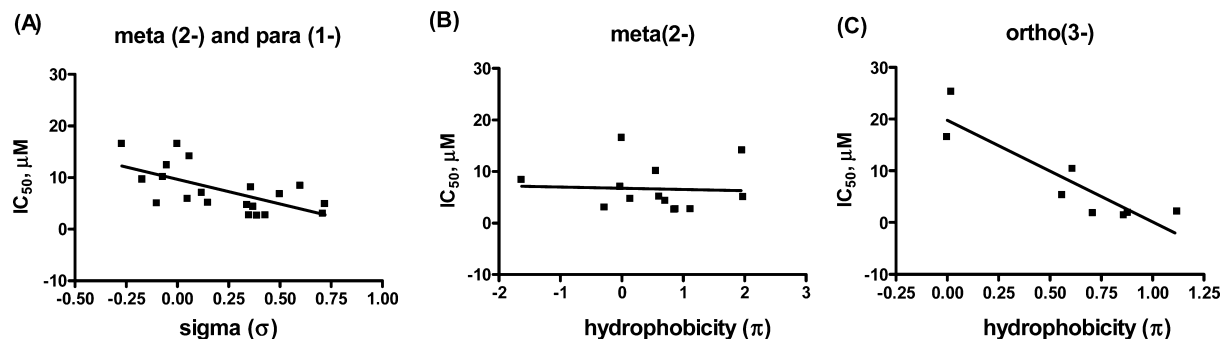 (A)
meta (2-) and para (1-)
IC50, μM
30
20
10
0
-10
-0.50 -0.25 0.00 0.25 0.50 0.75 1.00
sigma (σ)
(B)
meta(2-)
IC50, μM
30
20
10
0
-10
-2 -1 0 1 2 3
hydrophobicity (π)
(C)
ortho(3-)
IC50, μM
30
20
10
0
-10
-0.25 0.00 0.25 0.50 0.75 1.00 1.25
hydrophobicity (π)